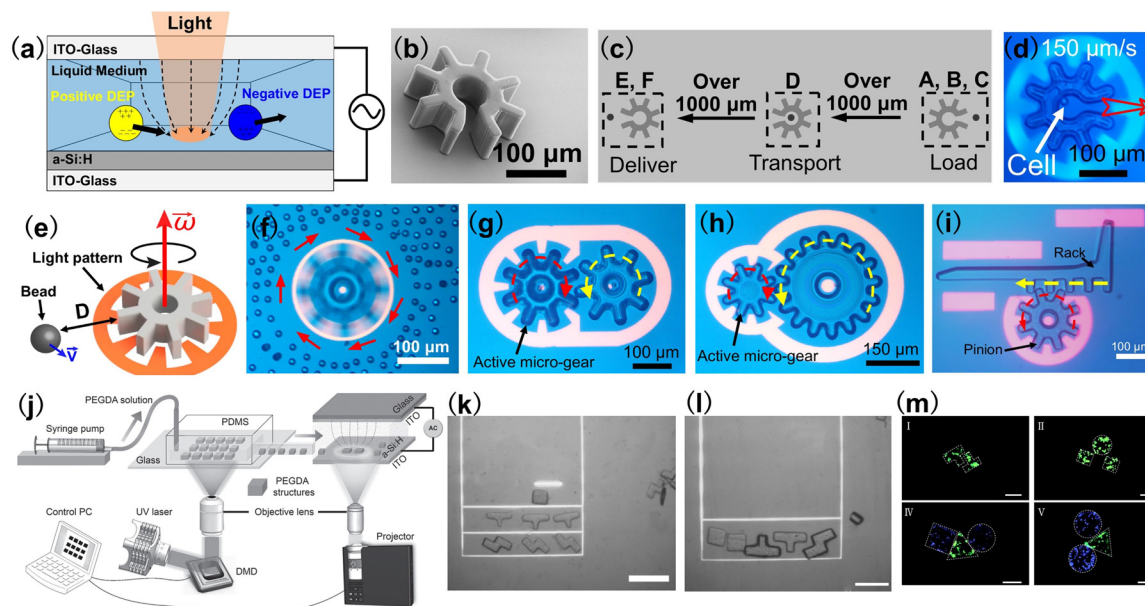 (a)
Light
ITO-Glass
Liquid Medium
Positive DEP
Negative DEP
a-Si:H
ITO-Glass
(b)
100 µm
(c)
E, F
Over
1000 µm
D
Over
1000 µm
A, B, C
Deliver
Transport
Load
(d)
150 µm/s
Cell
100 µm
(e)
ω
Light pattern
Bead
D
v
(f)
100 µm
(g)
Active micro-gear
100 µm
(h)
Active micro-gear
150 µm
(i)
Rack
Pinion
100 µm
(j)
PEGDA solution
Syringe pump
PDMS
Glass
Glass
ITO
AC
a-Si:H
ITO
PEGDA
structures
Control PC
UV laser
Objective lens
Projector
DMD
(k)
(l)
(m)
I
II
IV
V